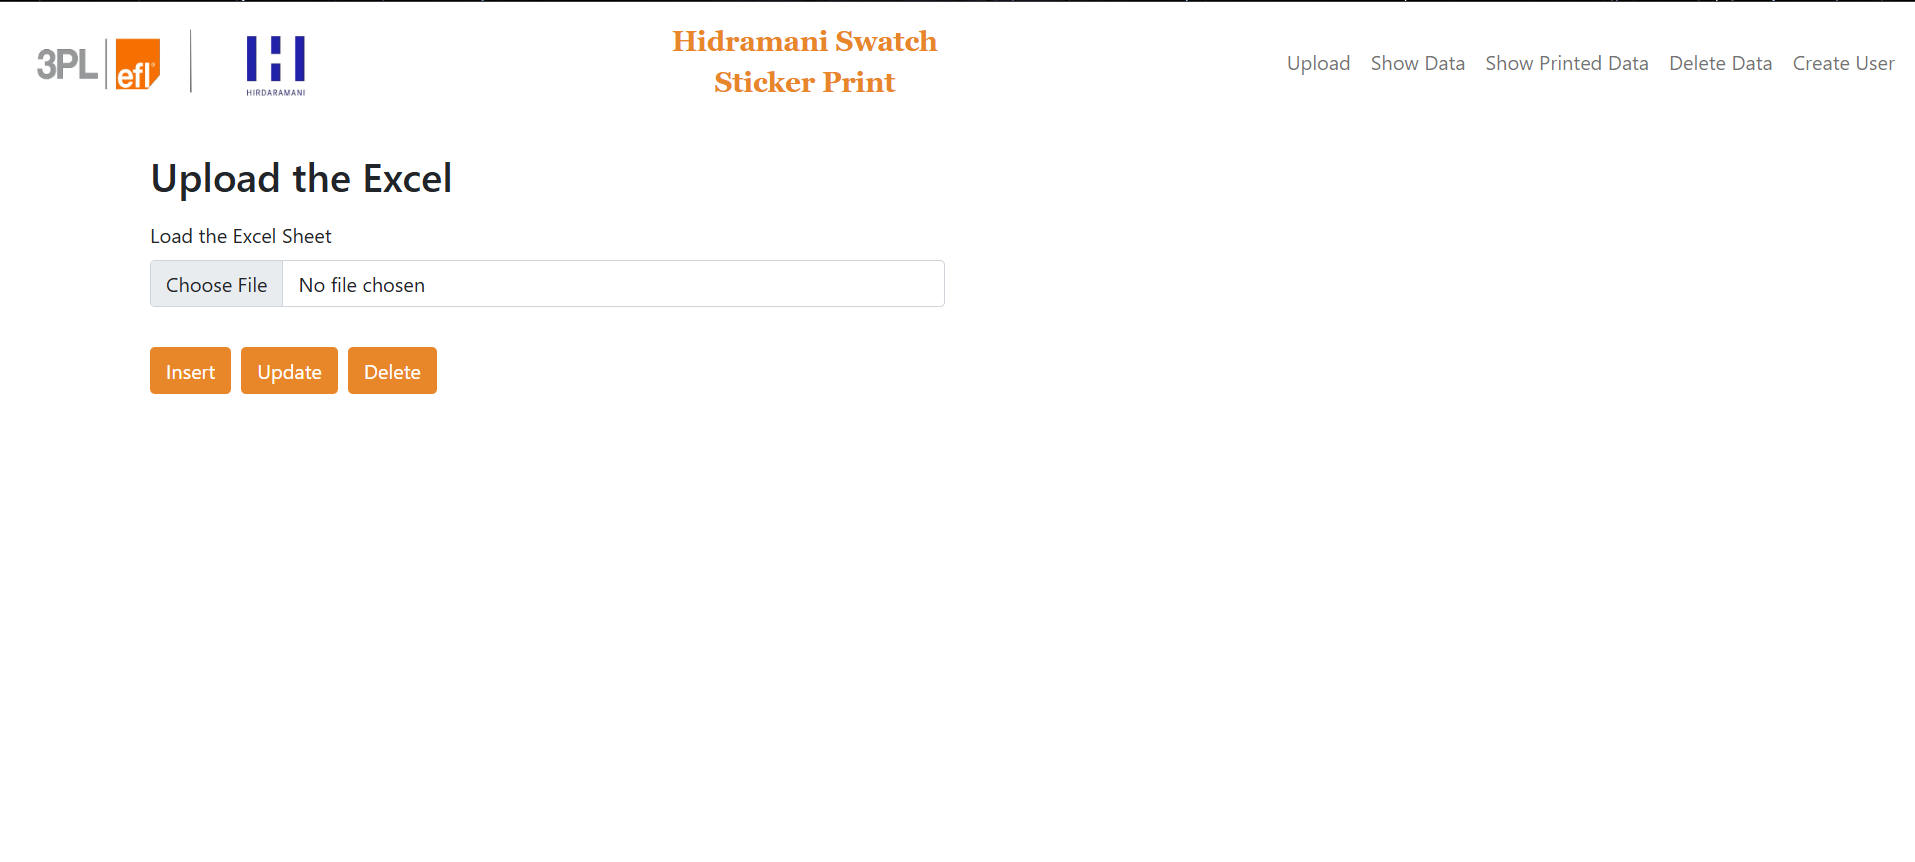 3PL efl
HIRDARAMANI
Hidramani Swatch
Sticker Print
Upload Show Data Show Printed Data Delete Data Create User
Upload the Excel
Load the Excel Sheet
Choose File No file chosen
Insert Update Delete